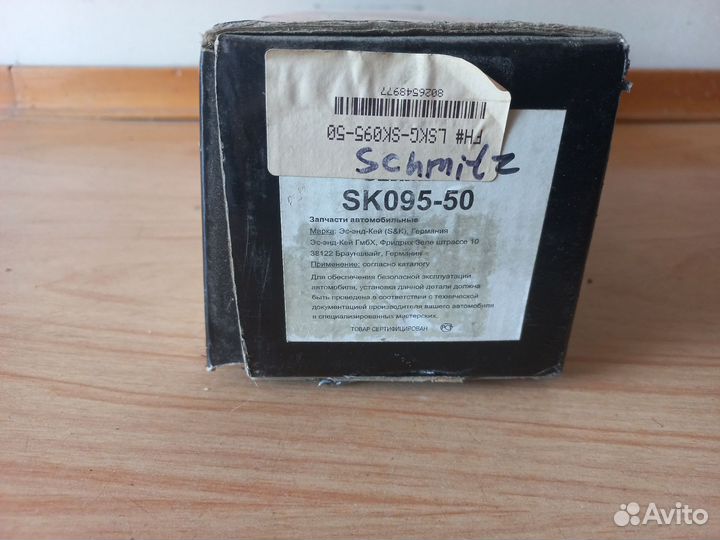 8026548977
FH# LSKG-SK095-50
Schmitz
SK095-50
Запчасти автомобильные
Марка: Эс-энд-Кей (S&K), Германия
Эс-энд-Кей ГмбХ, Фридрих Зеле штрассе 10
38122 Брауншвайг, Германия
Применение: согласно каталогу
Для обеспечения безопасной эксплуатации
автомобиля, установка данной детали должна
быть проведена в соответствии с технической
документацией производителя вашего автомобиля
в специализированных мастерских.
ТОВАР СЕРТИФИЦИРОВАН
Avito